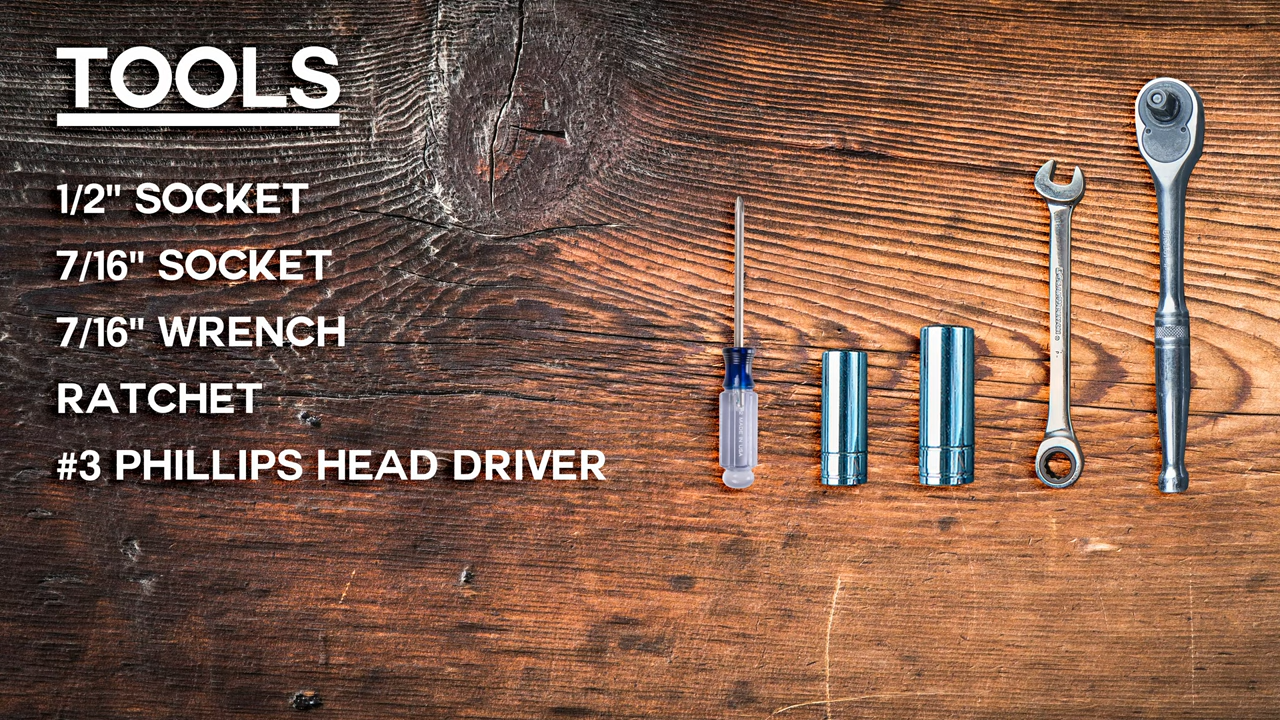 TOOLS
1/2" SOCKET
7/16" SOCKET
7/16" WRENCH
RATCHET
#3 PHILLIPS HEAD DRIVER